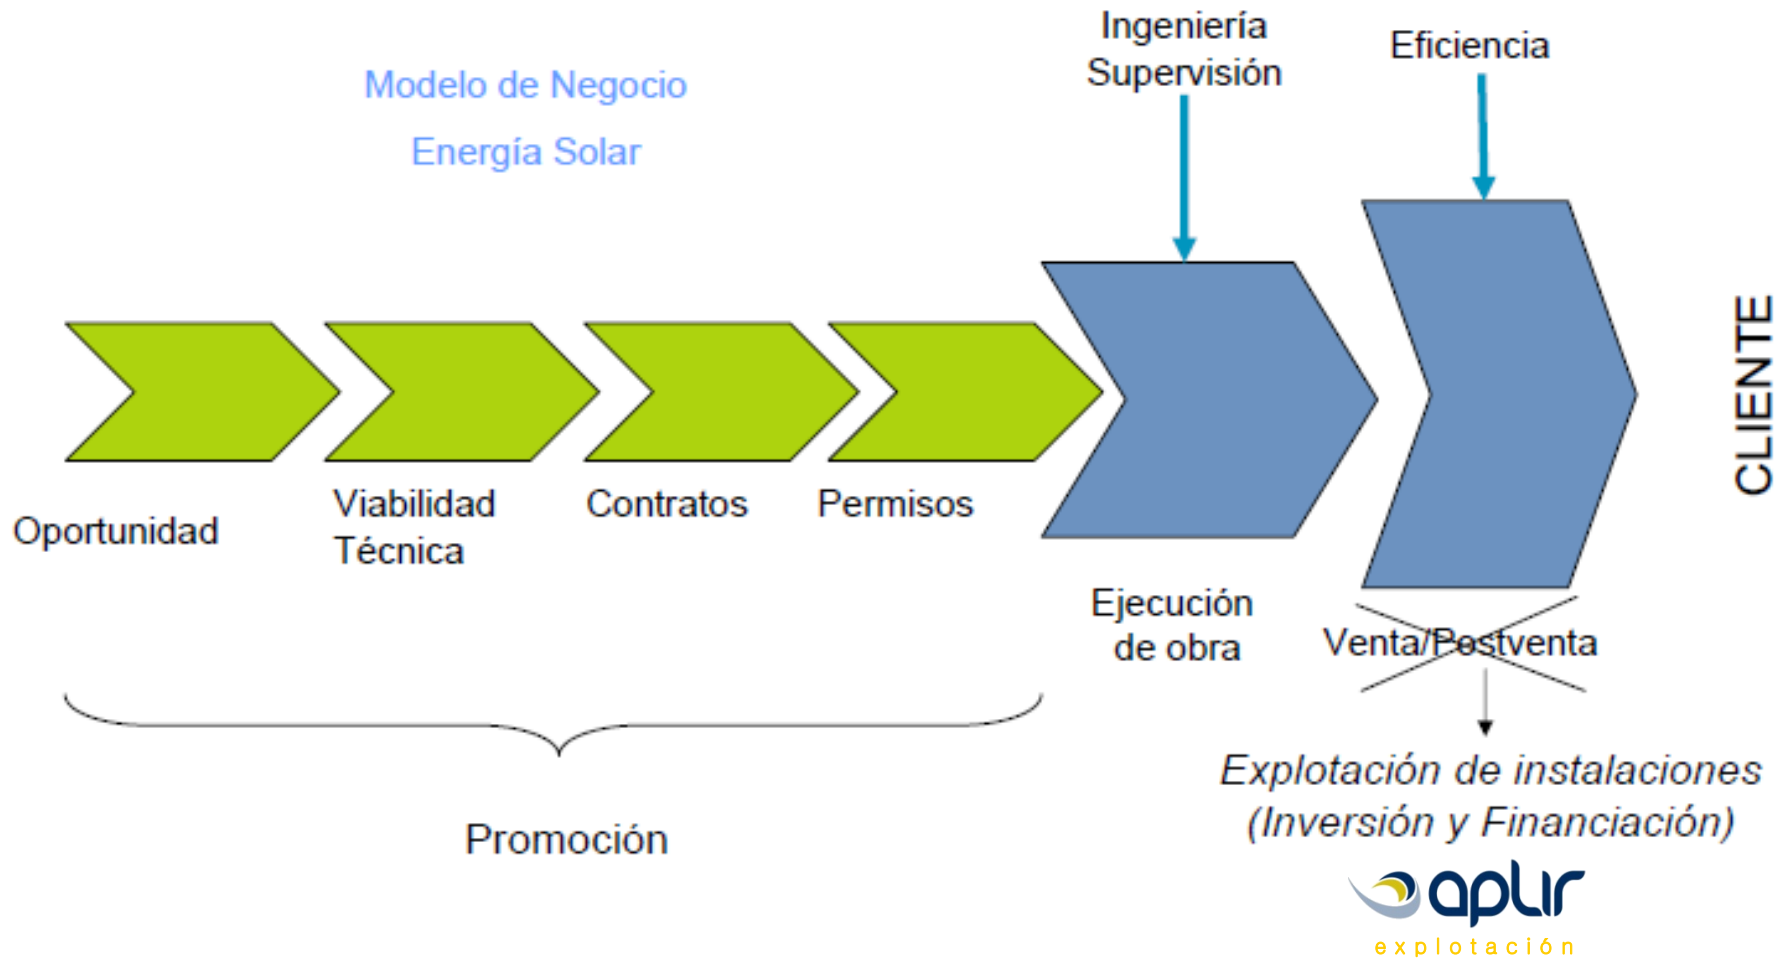 Ingeniería
Supervisión
Eficiencia
Modelo de Negocio
Energía Solar
CLIENTE
Oportunidad
Viabilidad
Técnica
Contratos
Permisos
Ejecución
de obra
Venta/Postventa
Explotación de instalaciones
(Inversión y Financiación)
Promoción
aplir
explotación